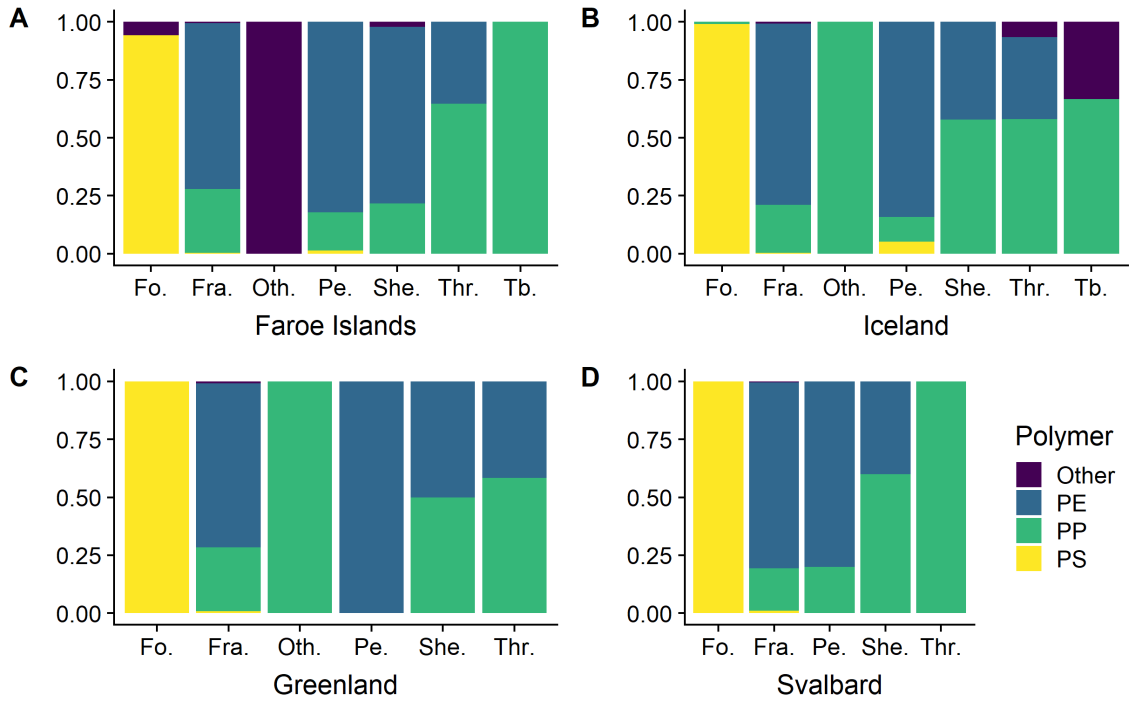 A
1.00
0.75
0.50
0.25
0.00
Fo. Fra. Oth. Pe. She. Thr. Tb.
Faroe Islands
B
1.00
0.75
0.50
0.25
0.00
Fo. Fra. Oth. Pe. She. Thr. Tb.
Iceland
C
1.00
0.75
0.50
0.25
0.00
Fo. Fra. Oth. Pe. She. Thr.
Greenland
D
1.00
0.75
0.50
0.25
0.00
Fo. Fra. Pe. She. Thr.
Svalbard
Polymer
Other
PE
PP
PS